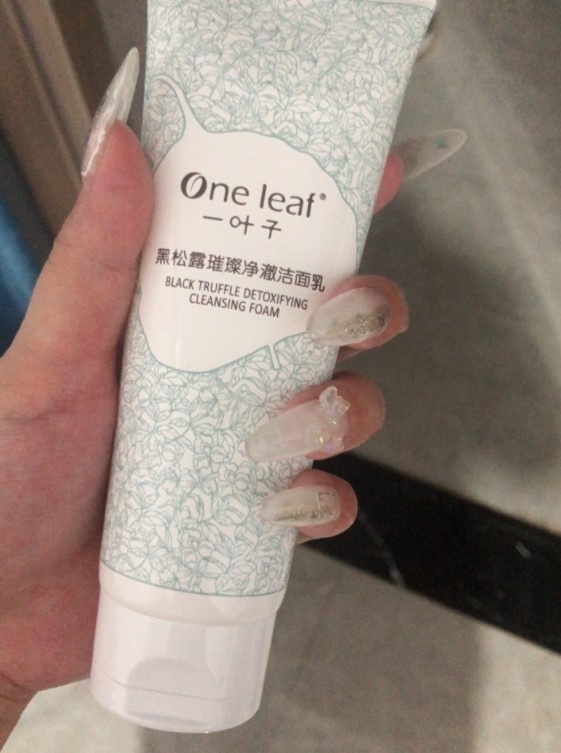 One leaf®
一叶子
黑松露璀璨净澈洁面乳
BLACK TRUFFLE DETOXIFYING
CLEANSING FOAM